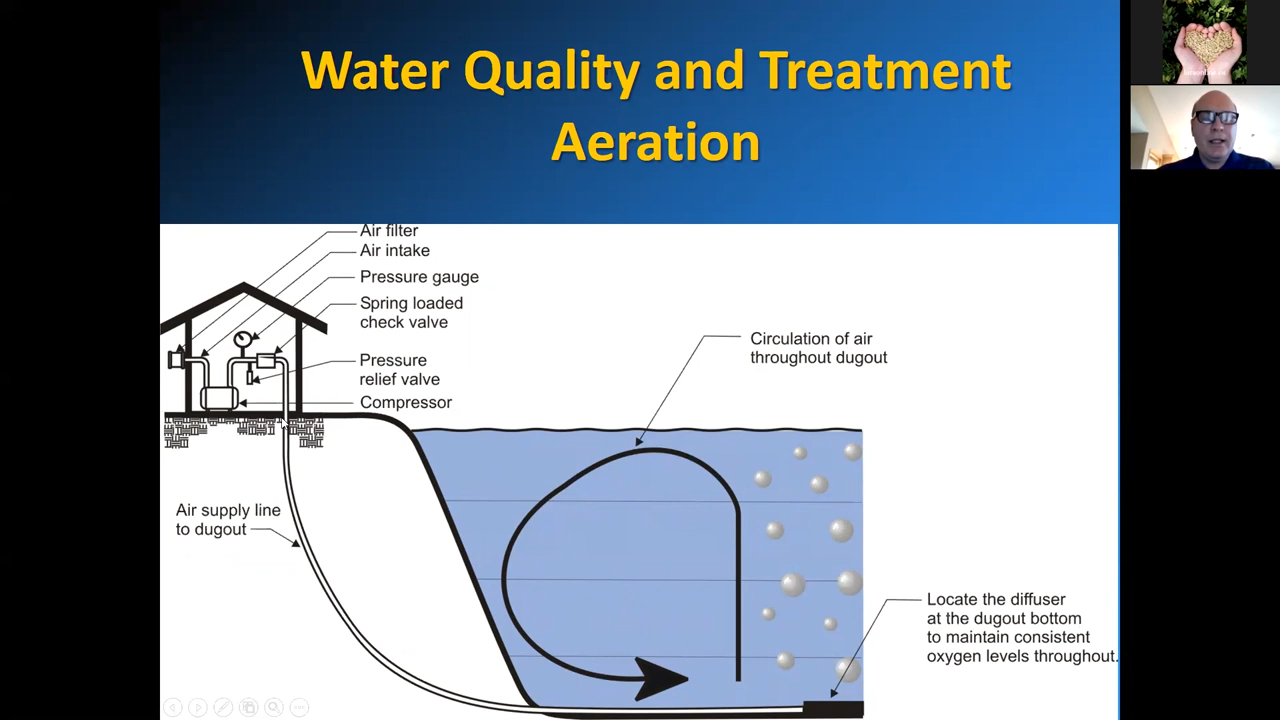 Water Quality and Treatment
Aeration
Air filter
Air intake
Pressure gauge
Spring loaded
check valve
Pressure
relief valve
Compressor
Circulation of air
throughout dugout
Air supply line
to dugout
Locate the diffuser
at the dugout bottom
to maintain consistent
oxygen levels throughout.